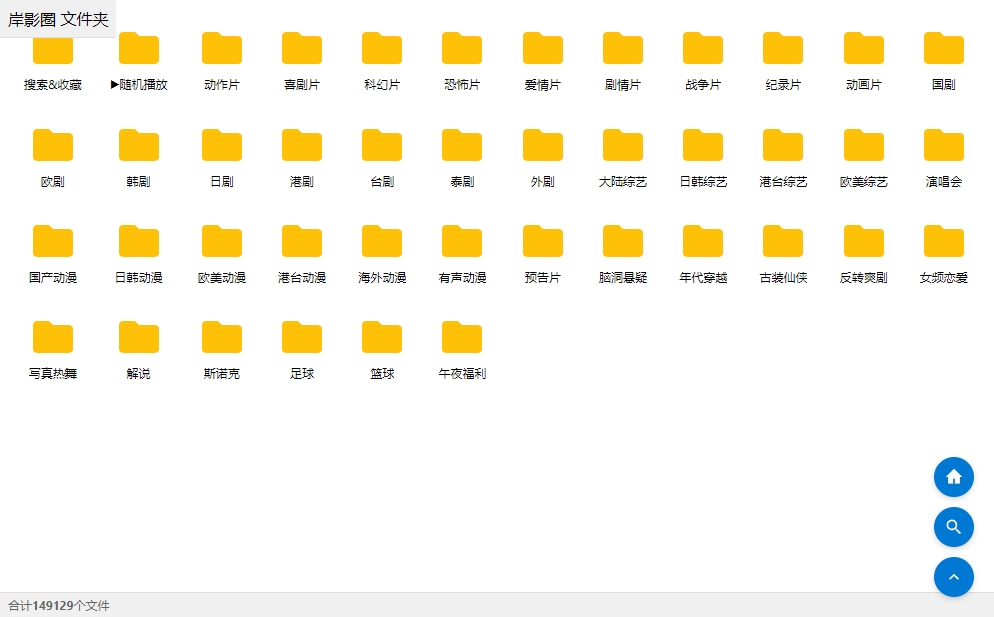 岸影圈 文件夹
搜索&收藏 ▶随机播放 动作片 喜剧片 科幻片 恐怖片 爱情片 剧情片 战争片 纪录片 动画片 国剧
欧剧 韩剧 日剧 港剧 台剧 泰剧 外剧 大陆综艺 日韩综艺 港台综艺 欧美综艺 演唱会
国产动漫 日韩动漫 欧美动漫 港台动漫 海外动漫 有声动漫 预告片 脑洞悬疑 年代穿越 古装仙侠 反转爽剧 女频恋爱
写真热舞 解说 斯诺克 足球 篮球 午夜福利
合计149129个文件